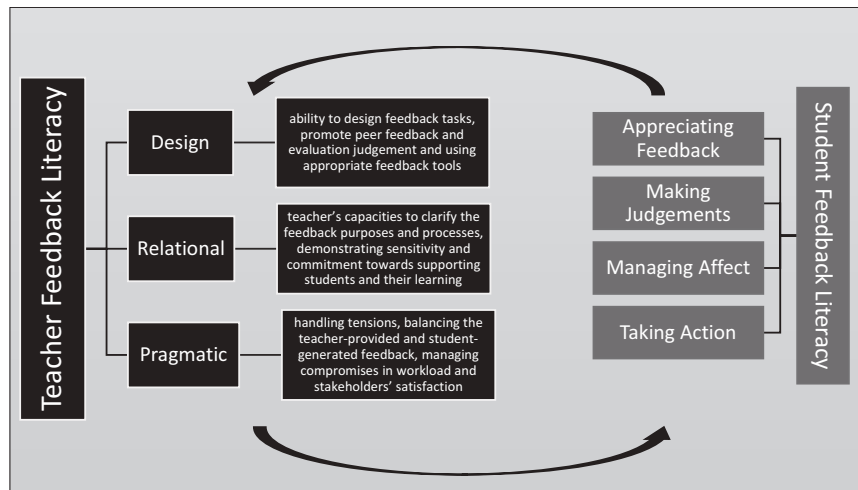 Teacher Feedback Literacy
Design
ability to design feedback tasks,
promote peer feedback and
evaluation judgement and using
appropriate feedback tools
Relational
teacher's capacities to clarify the
feedback purposes and processes,
demonstrating sensitivity and
commitment towards supporting
students and their learning
Pragmatic
handling tensions, balancing the
teacher-provided and student-
generated feedback, managing
compromises in workload and
stakeholders' satisfaction
Appreciating
Feedback
Making
Judgements
Managing Affect
Taking Action
Student Feedback Literacy